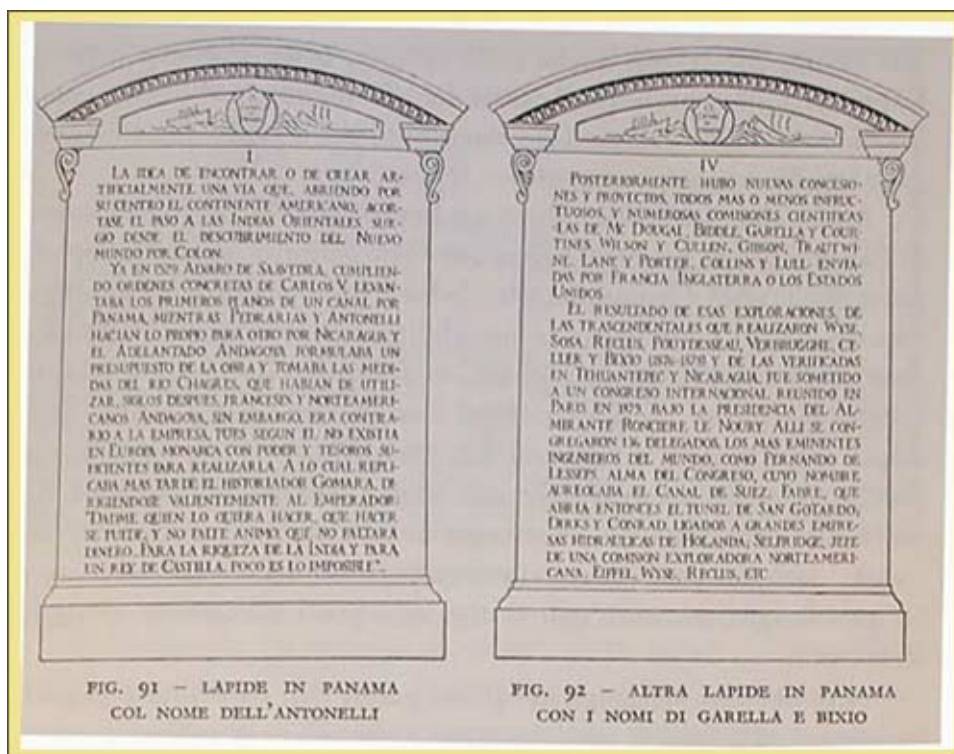 I
LA IDEA DE ENCONTRAR O DE CREAR AR-
TIFICIALMENTE UNA VIA QUE, ABRIENDO POR
SU CENTRO EL CONTINENTE AMERICANO, ACOR-
TASE EL PASO A LAS INDIAS ORIENTALES, SUR-
GIO DESDE EL DESCUBRIMIENTO DEL NUEVO
MUNDO POR COLON.
YA EN 1529 ALVARO DE SAAVEDRA, CUMPLIEN-
DO ORDENES CONCRETAS DE CARLOS V, LEVAN-
TABA LOS PRIMEROS PLANOS DE UN CANAL POR
PANAMA, MIENTRAS PEDRARIAS Y ANTONELLI
HACIAN LO PROPIO PARA OTRO POR NICARAGUA Y
EL ADELANTADO ANDAGOYA FORMULABA UN
PRESUPUESTO DE LA OBRA Y TOMABA LAS MEDI-
DAS DEL RIO CHAGRES, QUE HABIAN DE UTILI-
ZAR, SIGLOS DESPUES, FRANCESES Y NORTEAMERI-
CANOS. ANDAGOYA, SIN EMBARGO, ERA CONTRA-
RIO A LA EMPRESA, PUES SEGUN EL NO EXISTIA
EN EUROPA MONARCA CON PODER Y TESOROS SU-
FICIENTES PARA REALIZARLA. A LO CUAL REPLI-
CABA MAS TARDE EL HISTORIADOR GOMARA, DI-
RIGIENDOSE VALIENTEMENTE AL EMPERADOR:
"DADME QUIEN LO QUIERA HACER, QUE HACER
SE PUEDE, Y NO FALTE ANIMO, QUE NO FALTARA
DINERO. PARA LA RIQUEZA DE LA INDIA Y PARA
UN REY DE CASTILLA, POCO ES LO IMPOSIBLE".
FIG. 91 – LAPIDE IN PANAMA
COL NOME DELL'ANTONELLI
IV
POSTERIORMENTE HUBO NUEVAS CONCESIO-
NES Y PROYECTOS, TODOS MAS O MENOS INFRUC-
TUOSOS, Y NUMEROSAS COMISIONES CIENTIFICAS
-LAS DE MC DOUGAL, BIDDLE, GARELLA Y COUR-
TINES, WILSON Y CULLEN, GIBSON, TRAUTWI-
NE, LANE Y PORTER, COLLINS Y LULL- ENVIA-
DAS POR FRANCIA, INGLATERRA O LOS ESTADOS
UNIDOS.
EL RESULTADO DE ESAS EXPLORACIONES, DE
LAS TRASCENDENTALES QUE REALIZARON WYSE,
SOSA, RECLUS, POUYDESSEAU, VERBRUGGHE, CE-
LLER Y BIXIO (1876-1978) Y DE LAS VERIFICADAS
EN TEHUANTEPEC Y NICARAGUA, FUE SOMETIDO
A UN CONGRESO INTERNACIONAL REUNIDO EN
PARIS EN 1879, BAJO LA PRESIDENCIA DEL AL-
MIRANTE RONCIERE LE NOURY. ALLI SE CON-
GREGARON 136 DELEGADOS, LOS MAS EMINENTES
INGENIEROS DEL MUNDO, COMO FERNANDO DE
LESSEPS, ALMA DEL CONGRESO, CUYO NOMBRE,
AUREOLABA EL CANAL DE SUEZ, FABRE, QUE
ABRIA ENTONCES EL TUNEL DE SAN GOTARDO,
DIRKS Y CONRAD, LIGADOS A GRANDES EMPRE-
SAS HIDRAULICAS DE HOLANDA, SELFRIDGE, JEFE
DE UNA COMISION EXPLORADORA NORTEAMERI-
CANA, EIFFEL, WYSE, RECLUS, ETC.
FIG. 92 – ALTRA LAPIDE IN PANAMA
CON I NOMI DI GARELLA E BIXIO